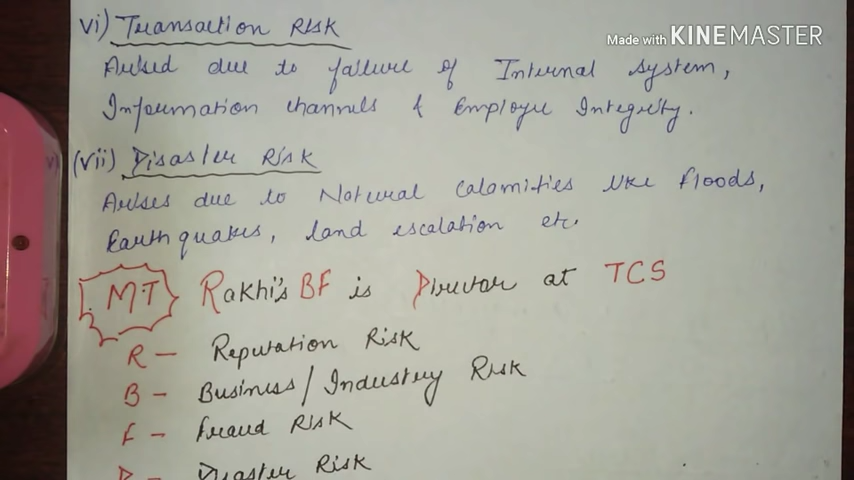 vi) Transaction Risk
Made with KINEMASTER
Arised due to failure of Internal system,
Information channels & Employee Integrity.
(vii) Disaster Risk
Arises due to Natural Calamities like floods,
Earthquakes, land escalation etc
M.T Rakhi's BF is Director at TCS
R - Reputation Risk
B - Business/Industry Risk
F - Fraud Risk
D - Disaster Risk